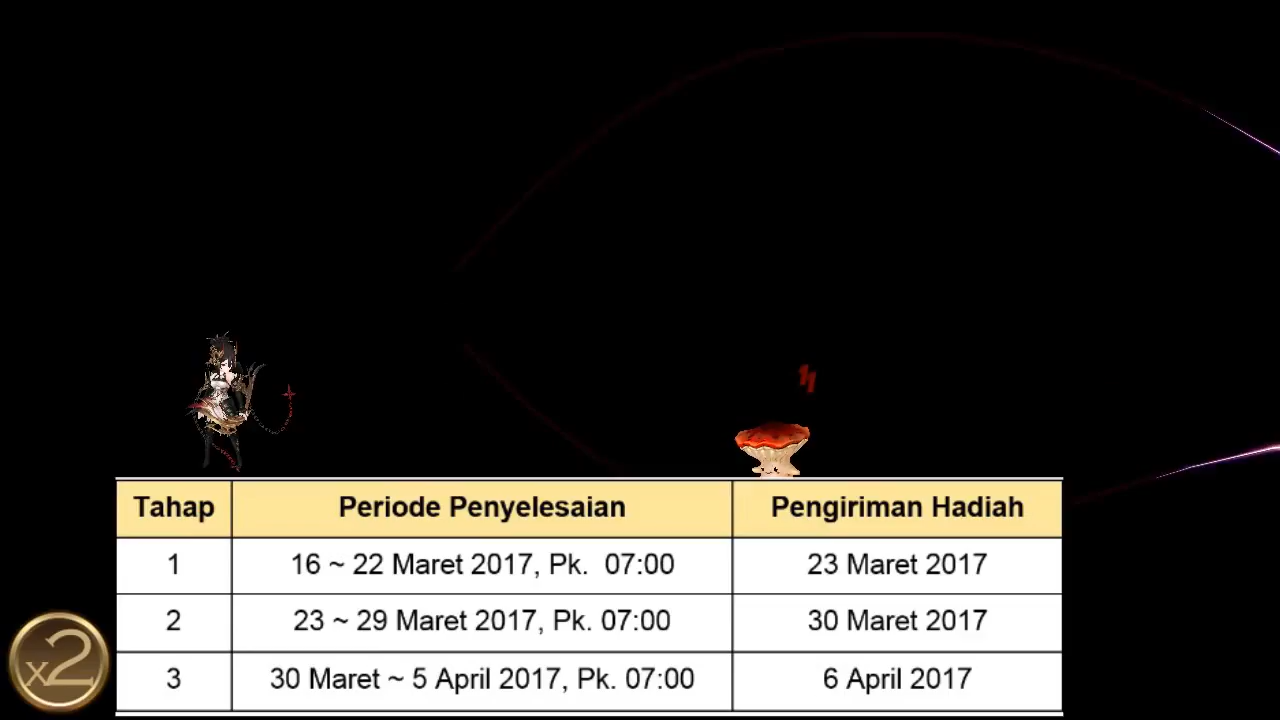 Tahap Periode Penyelesaian Pengiriman Hadiah
1 16 ~ 22 Maret 2017, Pk. 07:00 23 Maret 2017
2 23 ~ 29 Maret 2017, Pk. 07:00 30 Maret 2017
3 30 Maret ~ 5 April 2017, Pk. 07:00 6 April 2017
x2